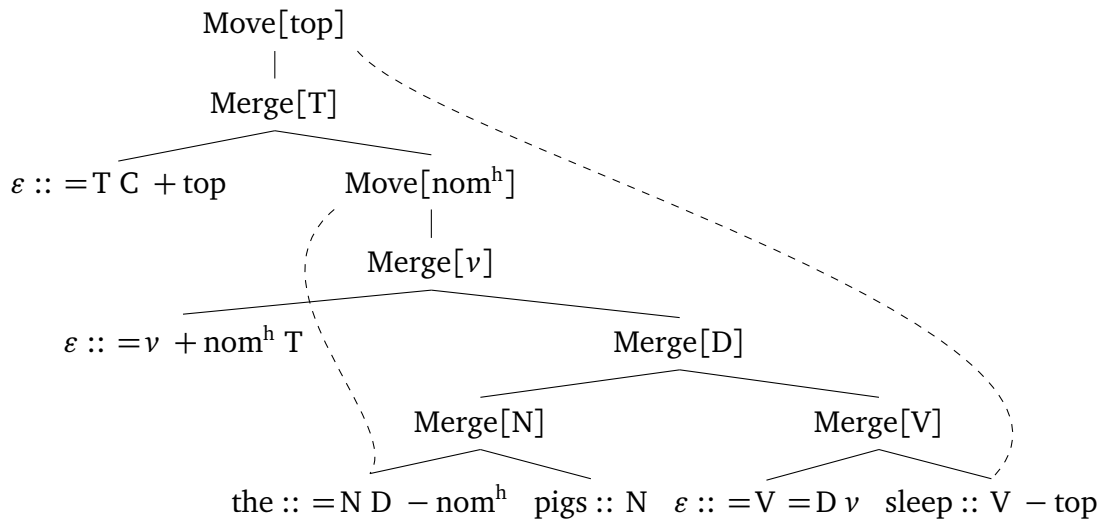 Move[top]
Merge[T]
ε :: =T C +top Move[nomʰ]
Merge[v]
ε :: =v +nomʰ T Merge[D]
Merge[N] Merge[V]
the :: =N D −nomʰ pigs :: N ε :: =V =D v sleep :: V −top